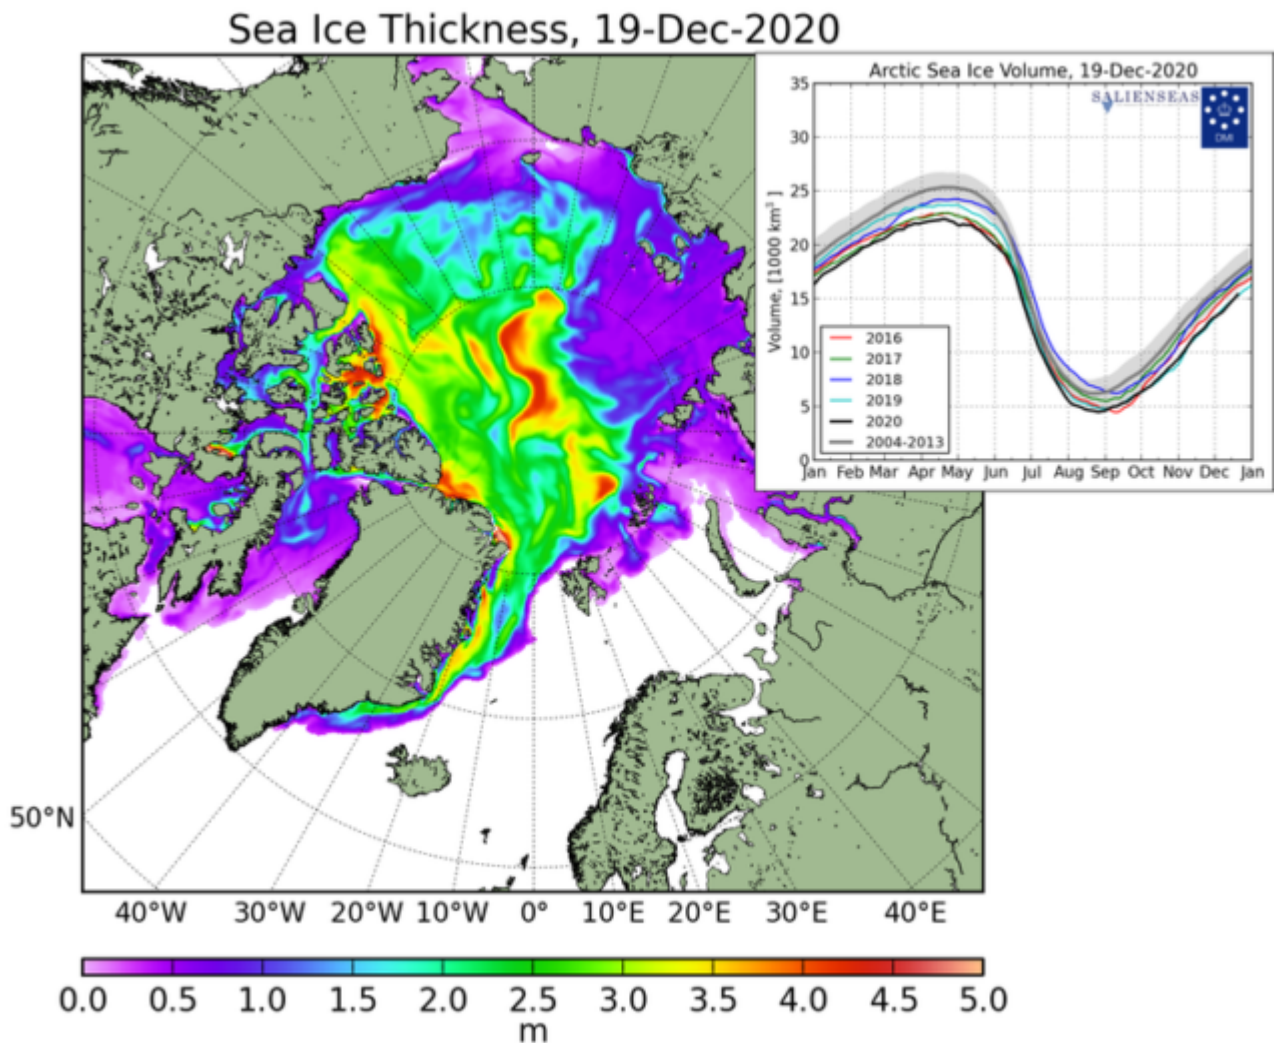 Sea Ice Thickness, 19-Dec-2020
Arctic Sea Ice Volume, 19-Dec-2020
SALIENSEAS
DMI
Volume, [1000 km³ ]
35
30
25
20
15
10
5
0
2016
2017
2018
2019
2020
2004-2013
Jan Feb Mar Apr May Jun Jul Aug Sep Oct Nov Dec Jan
50°N
40°W 30°W 20°W 10°W 0° 10°E 20°E 30°E 40°E
0.0 0.5 1.0 1.5 2.0 2.5 3.0 3.5 4.0 4.5 5.0
m